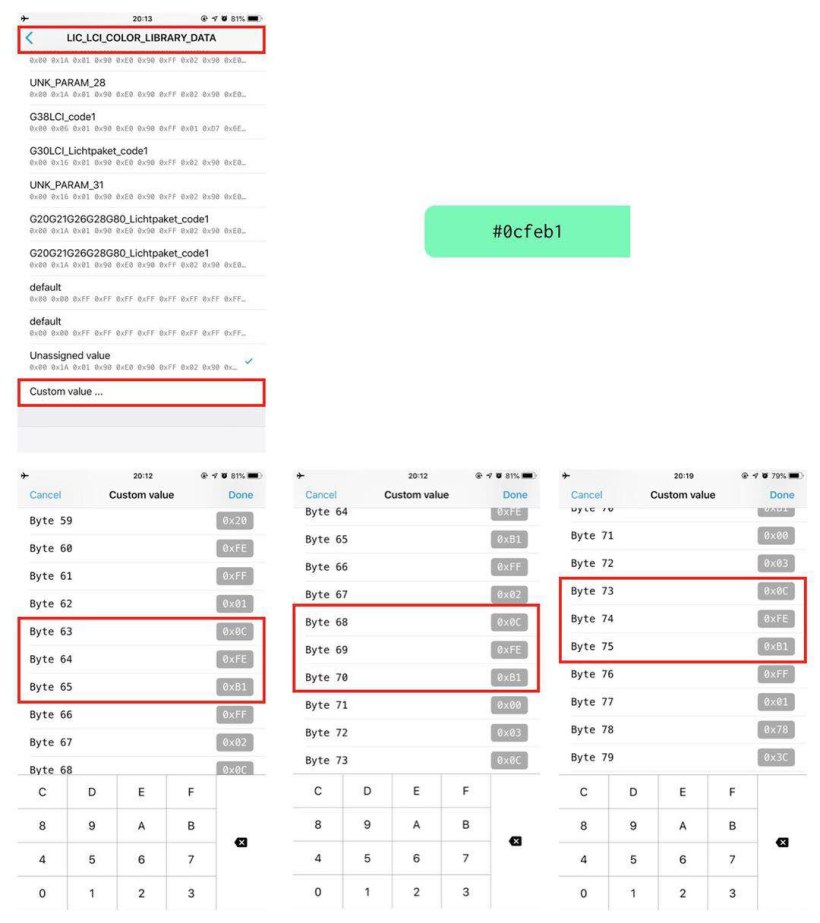 20:13
81%
LIC_LCI_COLOR_LIBRARY_DATA
0x00 0x1A 0x01 0x90 0xE0 0x90 0xFF 0x02 0x90 0xE0…
UNK_PARAM_28
0x00 0x1A 0x01 0x90 0xE0 0x90 0xFF 0x02 0x90 0xE0…
G38LCI_code1
0x00 0x06 0x01 0x90 0xE0 0x90 0xFF 0x01 0xD7 0x6E…
G30LCI_Lichtpaket_code1
0x00 0x16 0x01 0x90 0xE0 0x90 0xFF 0x02 0x90 0xE0…
UNK_PARAM_31
0x00 0x16 0x01 0x90 0xE0 0x90 0xFF 0x02 0x90 0xE0…
G20G21G26G28G80_Lichtpaket_code1
0x00 0x1A 0x01 0x90 0xE0 0x90 0xFF 0x02 0x90 0xE0…
G20G21G26G28G80_Lichtpaket_code1
0x00 0x1A 0x01 0x90 0xE0 0x90 0xFF 0x02 0x90 0xE0…
default
0x00 0x00 0xFF 0xFF 0xFF 0xFF 0xFF 0xFF 0xFF 0xFF…
default
0x00 0x00 0xFF 0xFF 0xFF 0xFF 0xFF 0xFF 0xFF 0xFF…
Unassigned value
0x00 0x1A 0x01 0x90 0xE0 0x90 0xFF 0x02 0x90 0x…
Custom value ...
#0cfeb1
20:12
81%
Cancel Custom value Done
Byte 59 0x20
Byte 60 0xFE
Byte 61 0xFF
Byte 62 0x01
Byte 63 0x0C
Byte 64 0xFE
Byte 65 0xB1
Byte 66 0xFF
Byte 67 0x02
Byte 68 0x0C
C D E F
8 9 A B
4 5 6 7
0 1 2 3
20:12
81%
Cancel Custom value Done
Byte 64 0xFE
Byte 65 0xB1
Byte 66 0xFF
Byte 67 0x02
Byte 68 0x0C
Byte 69 0xFE
Byte 70 0xB1
Byte 71 0x00
Byte 72 0x03
Byte 73 0x0C
C D E F
8 9 A B
4 5 6 7
0 1 2 3
20:19
79%
Cancel Custom value Done
Byte 70 0xB1
Byte 71 0x00
Byte 72 0x03
Byte 73 0x0C
Byte 74 0xFE
Byte 75 0xB1
Byte 76 0xFF
Byte 77 0x01
Byte 78 0x78
Byte 79 0x3C
C D E F
8 9 A B
4 5 6 7
0 1 2 3